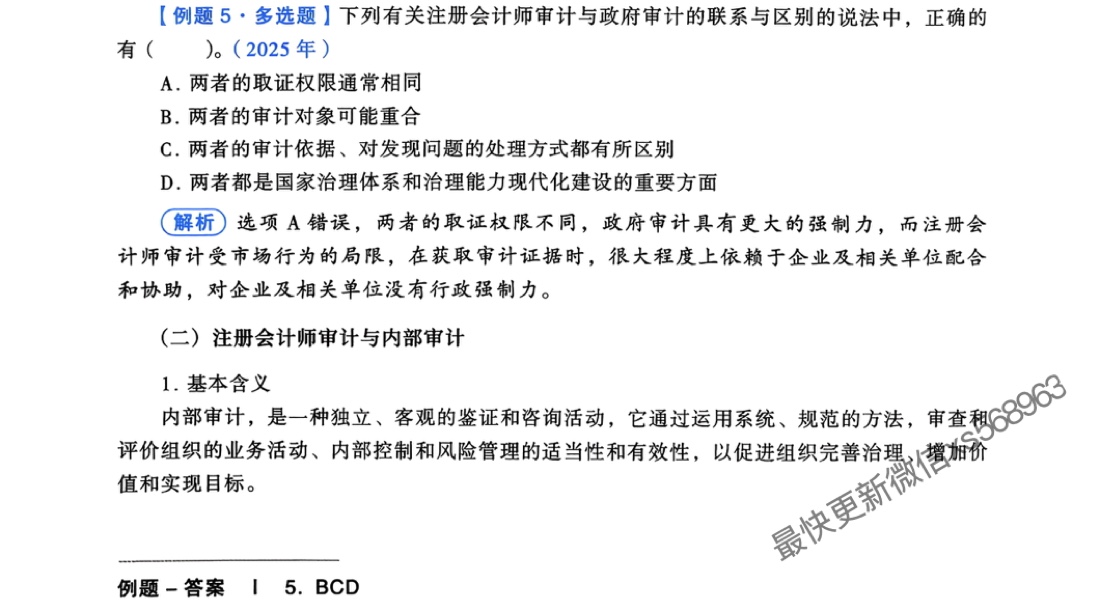 【例题 5·多选题】下列有关注册会计师审计与政府审计的联系与区别的说法中，正确的
有（　　）。（2025 年）
A. 两者的取证权限通常相同
B. 两者的审计对象可能重合
C. 两者的审计依据、对发现问题的处理方式都有所区别
D. 两者都是国家治理体系和治理能力现代化建设的重要方面
解析 选项 A 错误，两者的取证权限不同，政府审计具有更大的强制力，而注册会
计师审计受市场行为的局限，在获取审计证据时，很大程度上依赖于企业及相关单位配合
和协助，对企业及相关单位没有行政强制力。
（二）注册会计师审计与内部审计
1. 基本含义
内部审计，是一种独立、客观的鉴证和咨询活动，它通过运用系统、规范的方法，审查和
评价组织的业务活动、内部控制和风险管理的适当性和有效性，以促进组织完善治理、增加价
值和实现目标。
最快更新微信xs568963
例题 – 答案　|　5. BCD